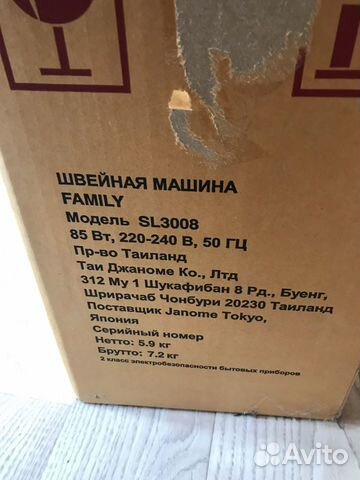 ШВЕЙНАЯ МАШИНА
FAMILY
Модель SL3008
85 Вт, 220-240 В, 50 ГЦ
Пр-во Таиланд
Таи Джаноме Ко., Лтд
312 Му 1 Шукафибан 8 Рд., Буенг,
Шрирачаб Чонбури 20230 Таиланд
Поставщик Janome Tokyo,
Япония
Серийный номер
Нетто: 5.9 кг
Брутто: 7.2 кг
2 класс электробезопасности бытовых приборов
Avito